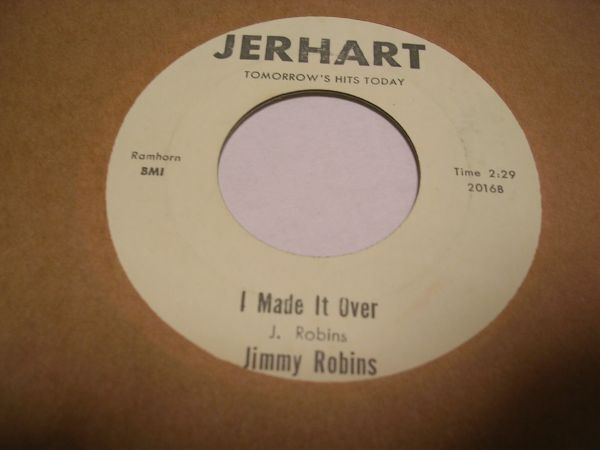 JERHART
TOMORROW'S HITS TODAY
Ramhorn
BMI
Time 2:29
2016B
I Made It Over
J. Robins
Jimmy Robins